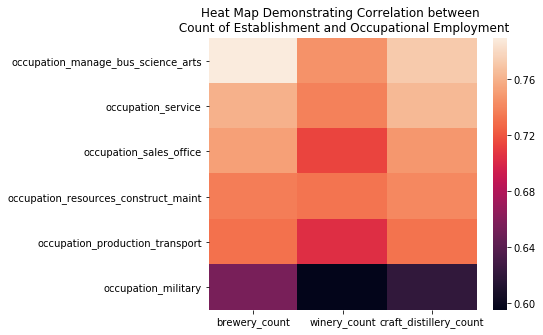 Heat Map Demonstrating Correlation between
Count of Establishment and Occupational Employment
occupation_manage_bus_science_arts
occupation_service
occupation_sales_office
occupation_resources_construct_maint
occupation_production_transport
occupation_military
brewery_count
winery_count
craft_distillery_count
0.76
0.72
0.68
0.64
0.60